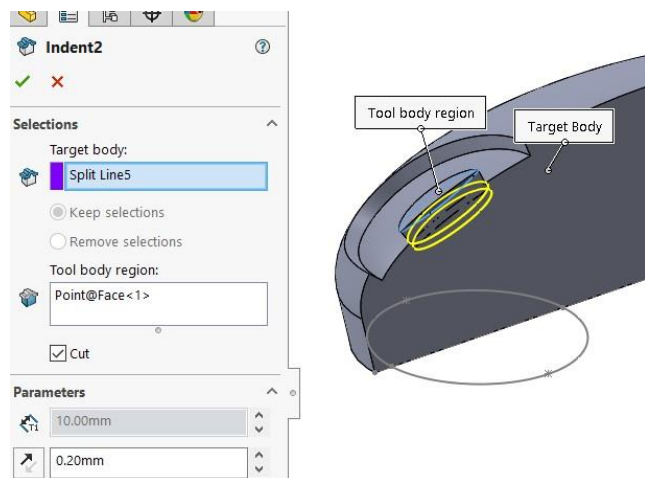 Indent2
Selections
Target body:
Split Line5
Keep selections
Remove selections
Tool body region:
Point@Face<1>
Cut
Parameters
T1
10.00mm
0.20mm
Tool body region
Target Body